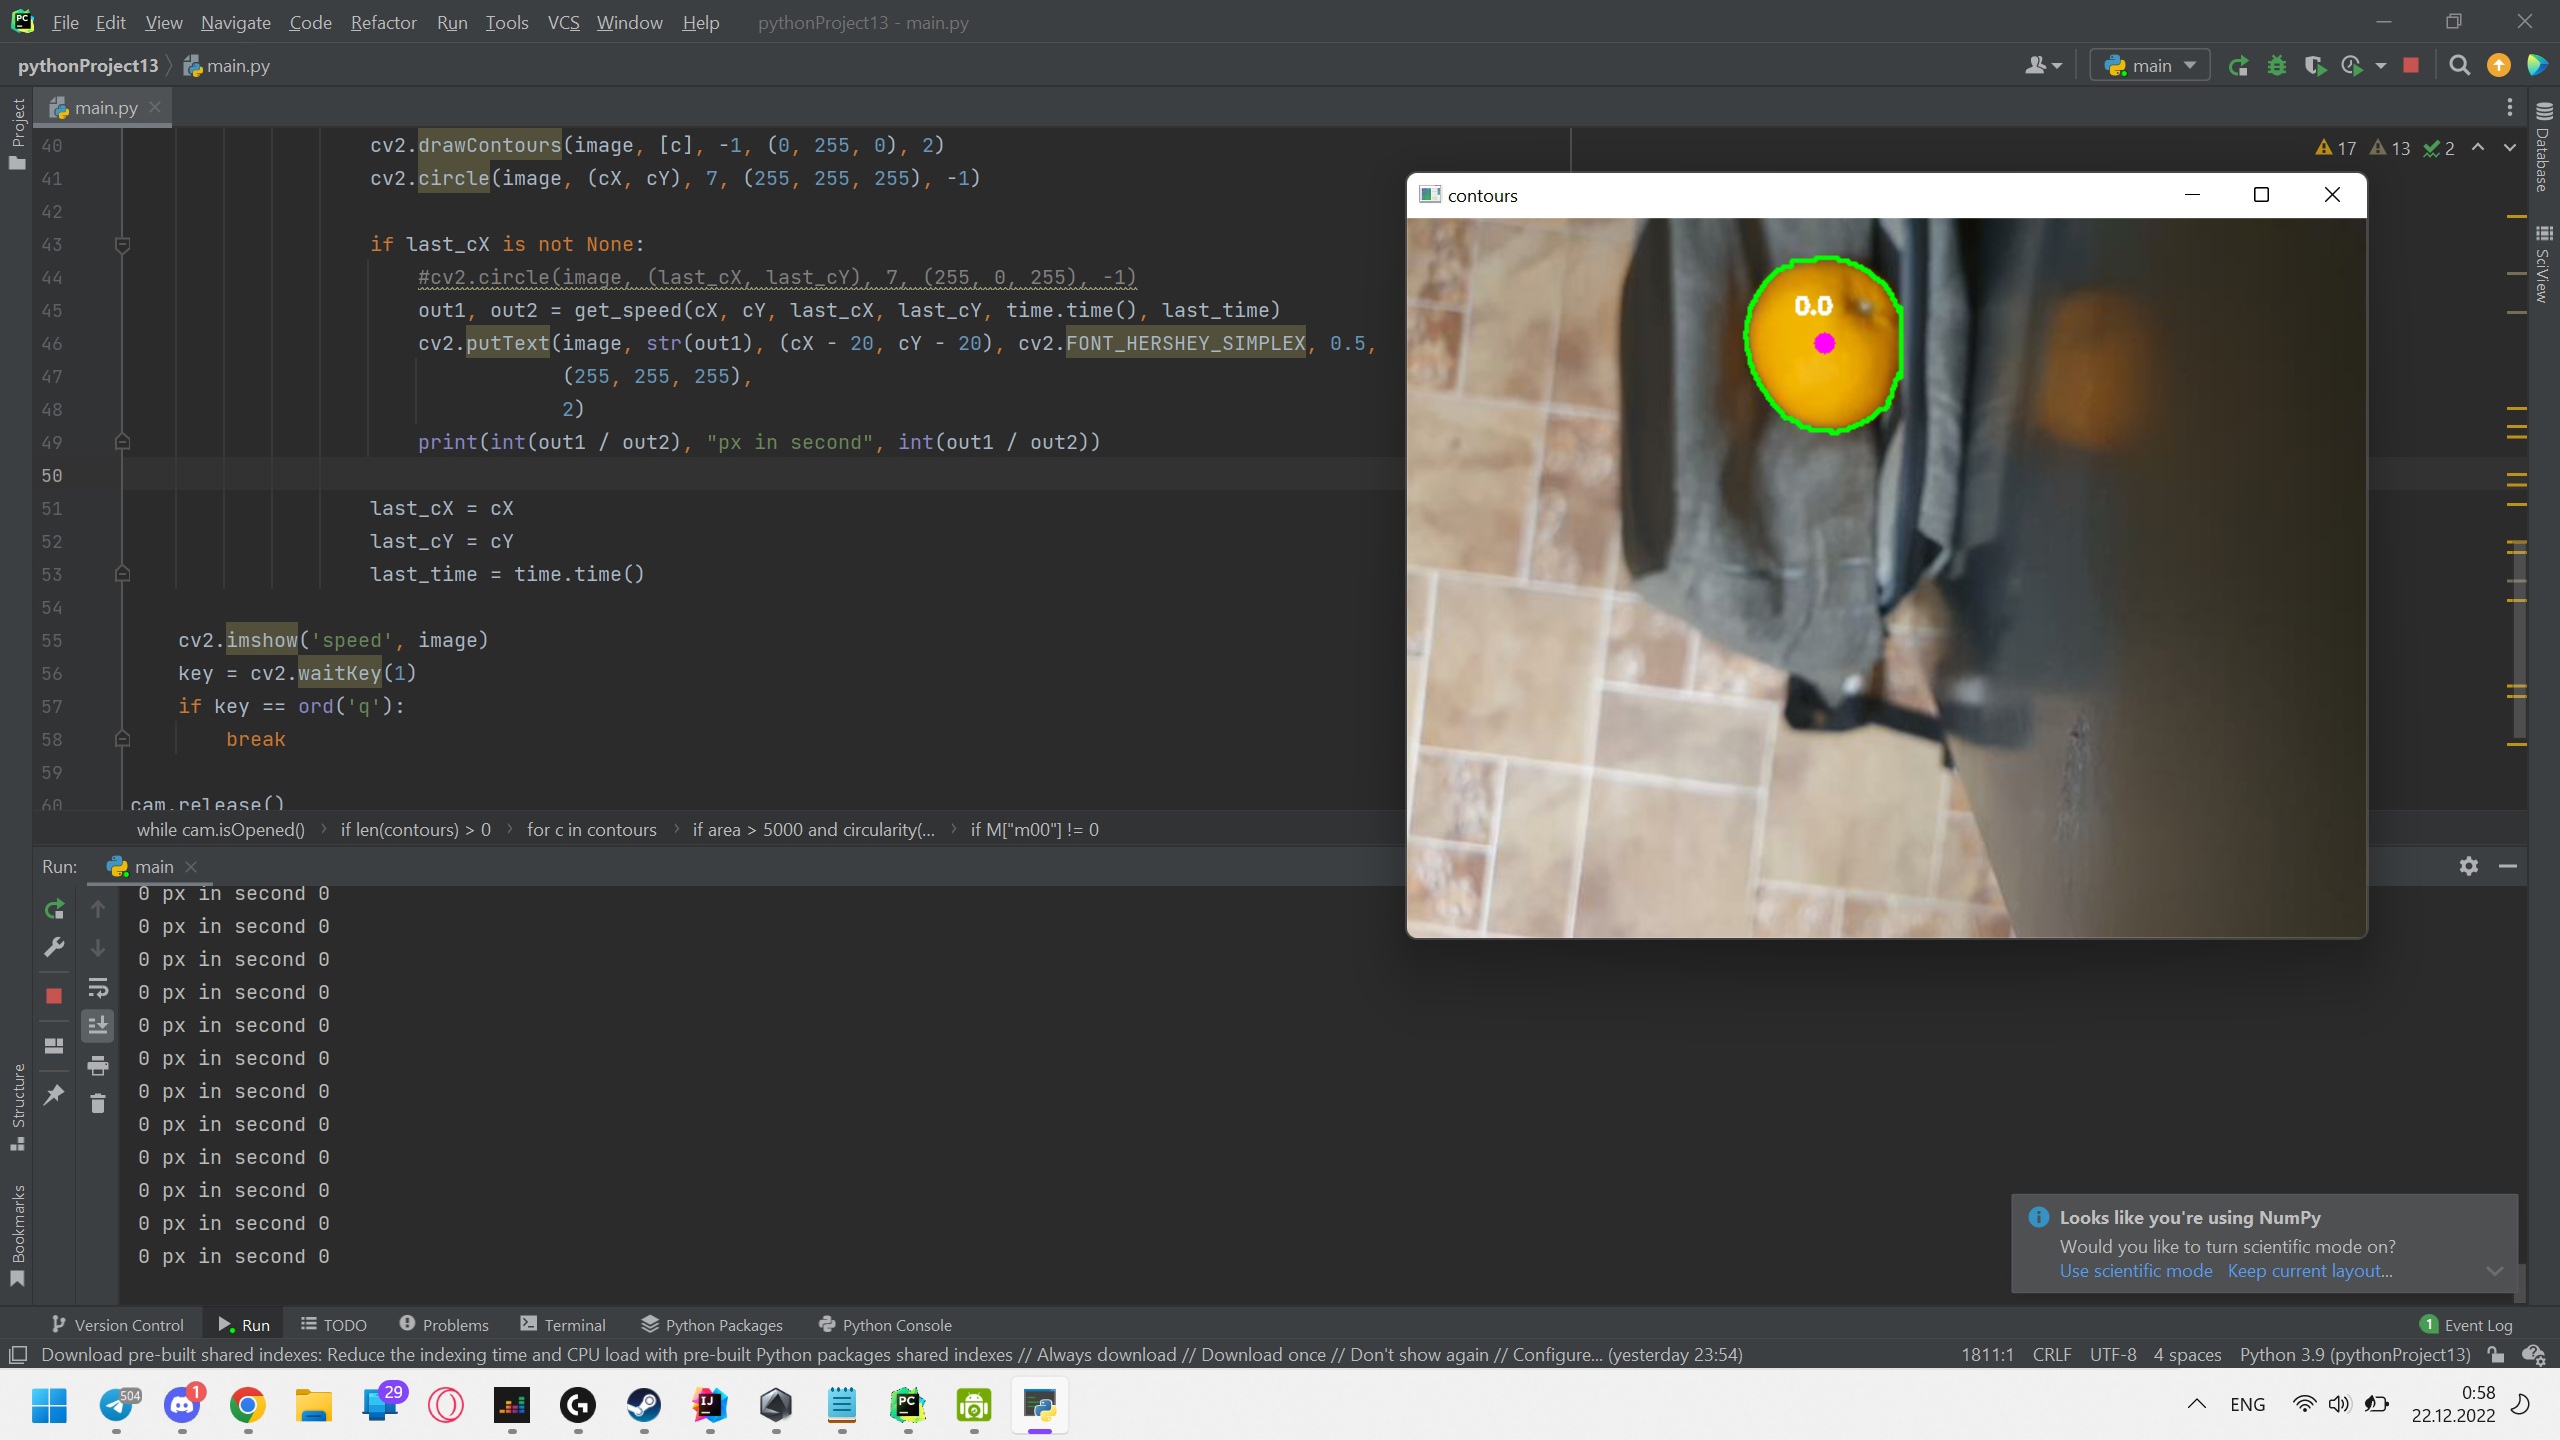 File Edit View Navigate Code Refactor Run Tools VCS Window Help pythonProject13 - main.py
pythonProject13 main.py main
Project
main.py
17 13 2
Database
SciView
40 cv2.drawContours(image, [c], -1, (0, 255, 0), 2)
41 cv2.circle(image, (cX, cY), 7, (255, 255, 255), -1)
42
43 if last_cX is not None:
44 #cv2.circle(image, (last_cX, last_cY), 7, (255, 0, 255), -1)
45 out1, out2 = get_speed(cX, cY, last_cX, last_cY, time.time(), last_time)
46 cv2.putText(image, str(out1), (cX - 20, cY - 20), cv2.FONT_HERSHEY_SIMPLEX, 0.5,
47 (255, 255, 255),
48 2)
49 print(int(out1 / out2), "px in second", int(out1 / out2))
50
51 last_cX = cX
52 last_cY = cY
53 last_time = time.time()
54
55 cv2.imshow('speed', image)
56 key = cv2.waitKey(1)
57 if key == ord('q'):
58 break
59
60 cam.release()
while cam.isOpened() › if len(contours) > 0 › for c in contours › if area > 5000 and circularity(... › if M["m00"] != 0
contours
0.0
Run: main
0 px in second 0
0 px in second 0
0 px in second 0
0 px in second 0
0 px in second 0
0 px in second 0
0 px in second 0
0 px in second 0
0 px in second 0
0 px in second 0
0 px in second 0
0 px in second 0
Structure
Bookmarks
Looks like you're using NumPy
Would you like to turn scientific mode on?
Use scientific mode Keep current layout...
Version Control Run TODO Problems Terminal Python Packages Python Console 1 Event Log
Download pre-built shared indexes: Reduce the indexing time and CPU load with pre-built Python packages shared indexes // Always download // Download once // Don't show again // Configure... (yesterday 23:54) 1811:1 CRLF UTF-8 4 spaces Python 3.9 (pythonProject13)
504 1 29 IJ PC ENG 0:58
22.12.2022